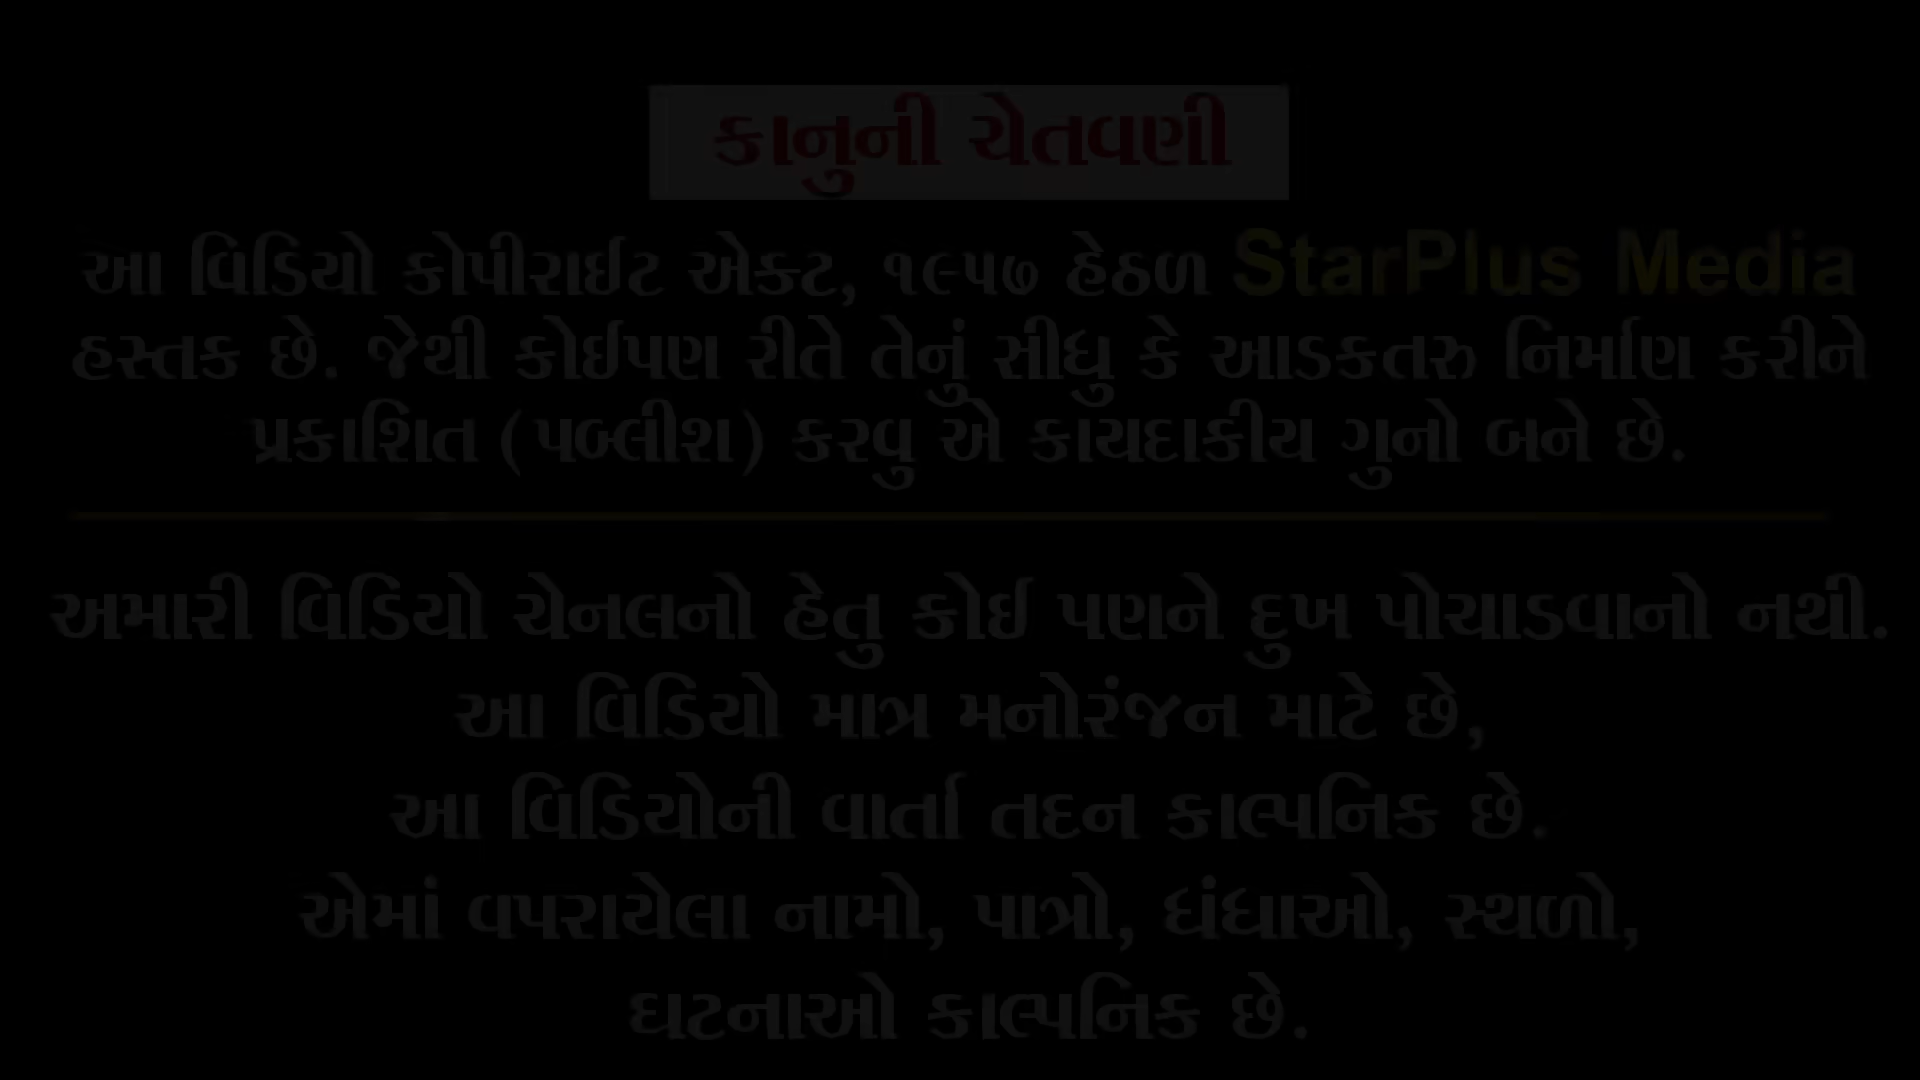 કાનુની ચેતવણી
આ વિડિયો કોપીરાઈટ એકટ, ૧૯૫૭ હેઠળ StarPlus Media
હસ્તક છે. જેથી કોઈપણ રીતે તેનું સીધુ કે આડકતરુ નિર્માણ કરીને
પ્રકાશિત (પબ્લીશ) કરવુ એ કાયદાકીય ગુનો બને છે.
અમારી વિડિયો ચેનલનો હેતુ કોઈ પણને દુખ પોચાડવાનો નથી.
આ વિડિયો માત્ર મનોરંજન માટે છે,
આ વિડિયોની વાર્તા તદન કાલ્પનિક છે.
એમાં વપરાયેલા નામો, પાત્રો, ધંધાઓ, સ્થળો,
ઘટનાઓ કાલ્પનિક છે.